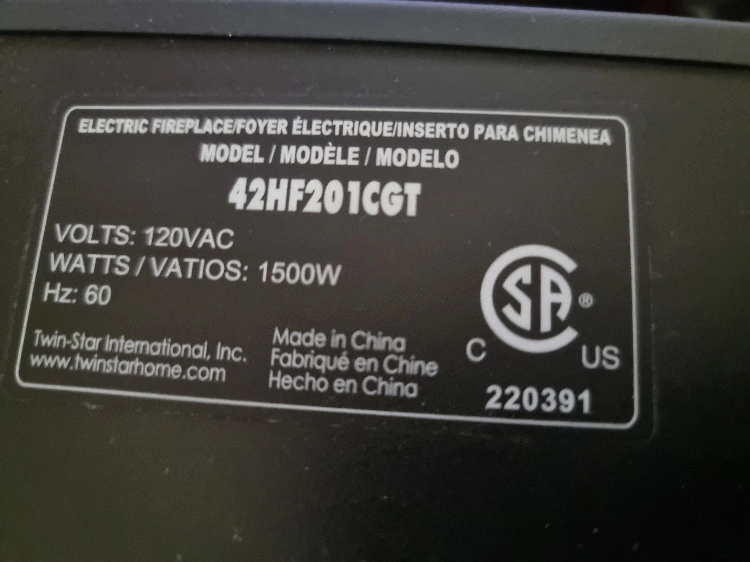 ELECTRIC FIREPLACE/FOYER ÉLECTRIQUE/INSERTO PARA CHIMENEA
MODEL / MODÈLE / MODELO
42HF201CGT
VOLTS: 120VAC
WATTS / VATIOS: 1500W
Hz: 60
Twin-Star International, Inc.
www.twinstarhome.com
Made in China
Fabriqué en Chine
Hecho en China
CSA®
C US
220391